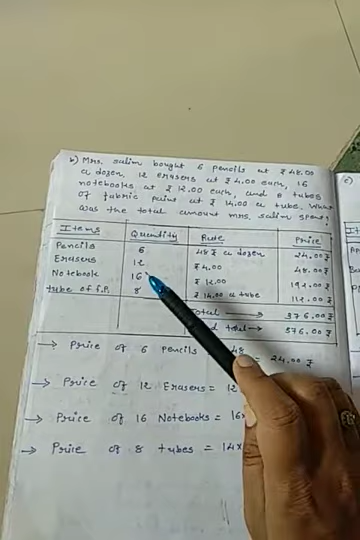 b) Mrs. Salim bought 6 pencils at ₹ 48.00
a dozen, 12 erasers at ₹ 4.00 each, 16
notebooks at ₹ 12.00 each, and 8 tubes
of fabric paint at ₹ 14.00 a tube. What
was the total amount mrs. Salim spent?
Items Quantity Rate Price
Pencils 6 48 ₹ a dozen 24.00 ₹
Erasers 12 ₹ 4.00 48.00 ₹
Notebook 16 ₹ 12.00 192.00 ₹
tube of f.P. 8 ₹ 14.00 a tube 112.00 ₹
Total → 376.00 ₹
total → 376.00 ₹
→ Price of 6 pencils 48 = 24.00 ₹
→ Price of 12 Erasers = 12
→ Price of 16 Notebooks = 16×
→ Price of 8 tubes = 14×
c)